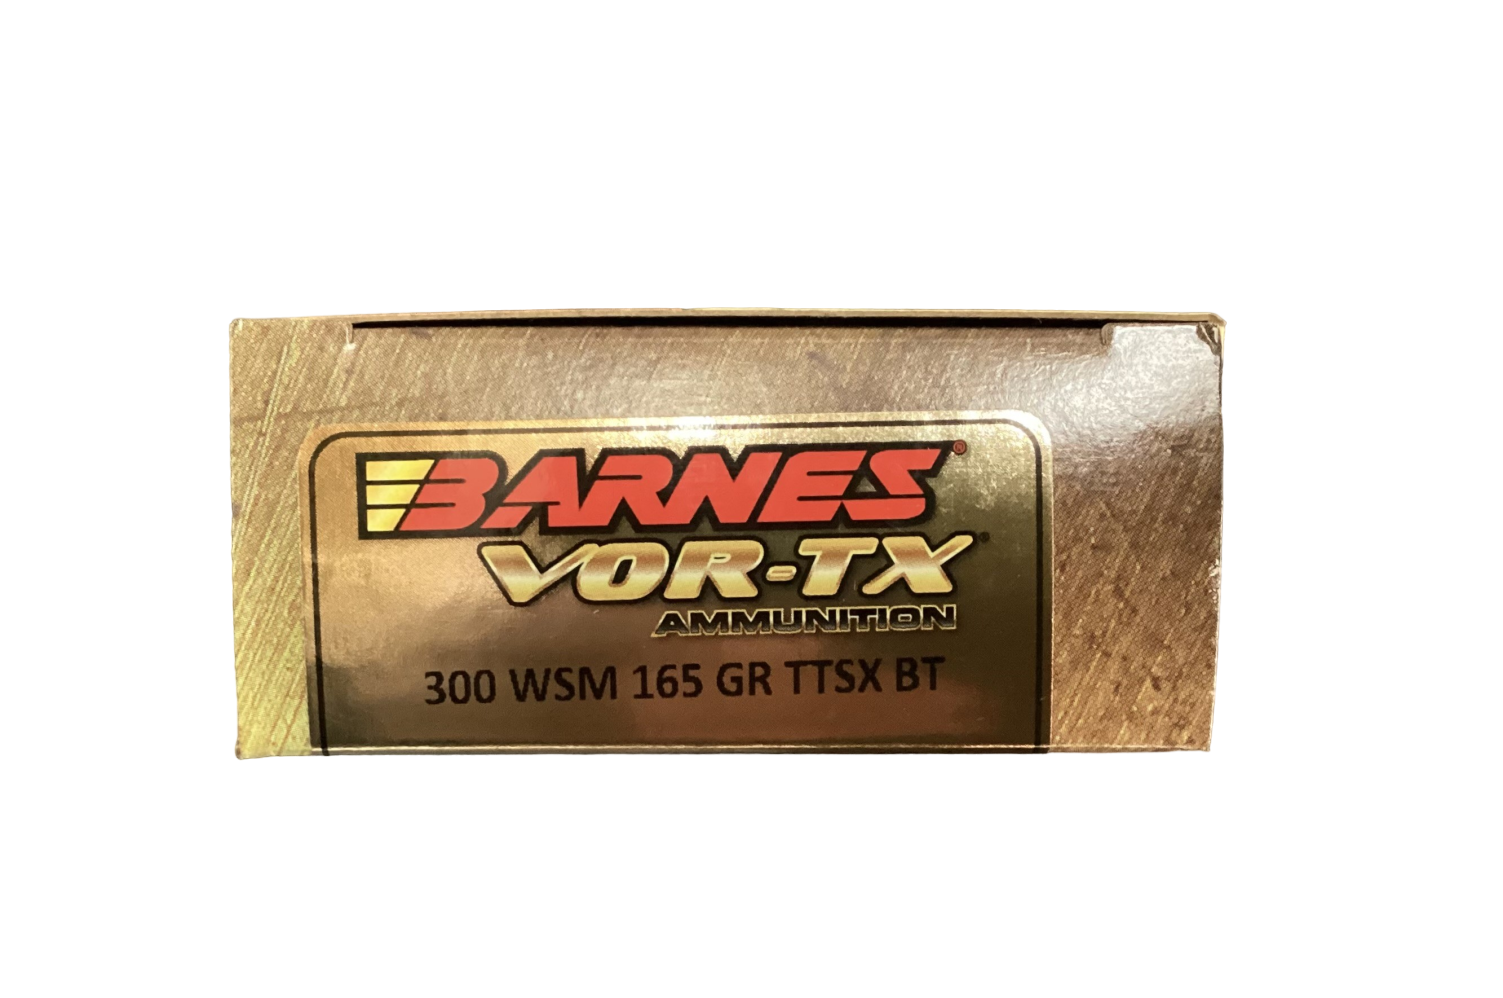 BARNES®
VOR-TX®
AMMUNITION
300 WSM 165 GR TTSX BT